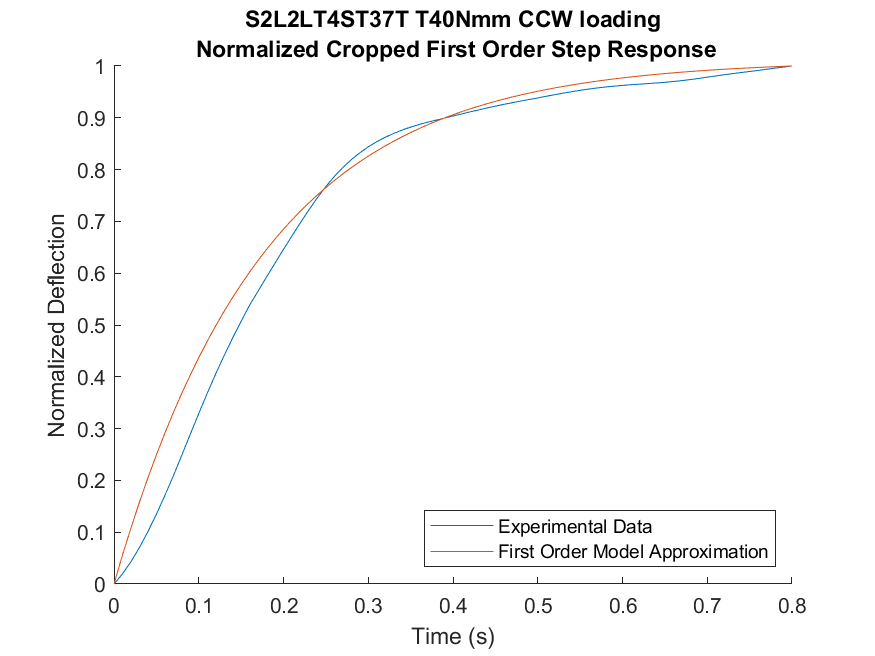 S2L2LT4ST37T T40Nmm CCW loading
Normalized Cropped First Order Step Response
1
0.9
0.8
0.7
0.6
0.5
0.4
0.3
0.2
0.1
0
Normalized Deflection
Experimental Data
First Order Model Approximation
0 0.1 0.2 0.3 0.4 0.5 0.6 0.7 0.8
Time (s)